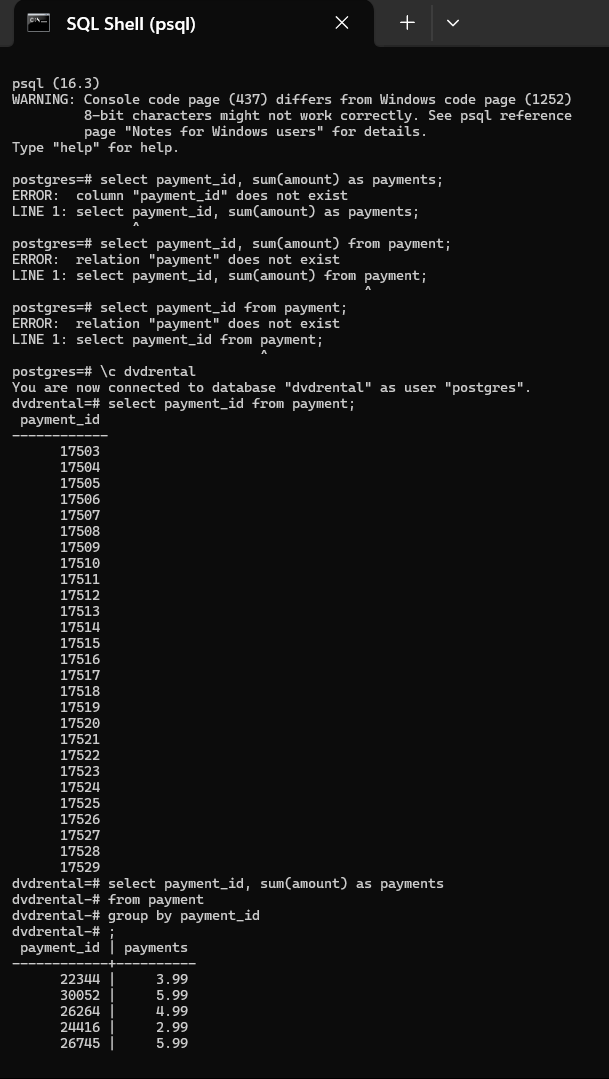 SQL Shell (psql)
psql (16.3)
WARNING: Console code page (437) differs from Windows code page (1252)
         8-bit characters might not work correctly. See psql reference
         page "Notes for Windows users" for details.
Type "help" for help.

postgres=# select payment_id, sum(amount) as payments;
ERROR:  column "payment_id" does not exist
LINE 1: select payment_id, sum(amount) as payments;
               ^
postgres=# select payment_id, sum(amount) from payment;
ERROR:  relation "payment" does not exist
LINE 1: select payment_id, sum(amount) from payment;
                                            ^
postgres=# select payment_id from payment;
ERROR:  relation "payment" does not exist
LINE 1: select payment_id from payment;
                               ^
postgres=# \c dvdrental
You are now connected to database "dvdrental" as user "postgres".
dvdrental=# select payment_id from payment;
 payment_id
------------
      17503
      17504
      17505
      17506
      17507
      17508
      17509
      17510
      17511
      17512
      17513
      17514
      17515
      17516
      17517
      17518
      17519
      17520
      17521
      17522
      17523
      17524
      17525
      17526
      17527
      17528
      17529
dvdrental=# select payment_id, sum(amount) as payments
dvdrental-# from payment
dvdrental-# group by payment_id
dvdrental-# ;
 payment_id | payments
------------+----------
      22344 |     3.99
      30052 |     5.99
      26264 |     4.99
      24416 |     2.99
      26745 |     5.99